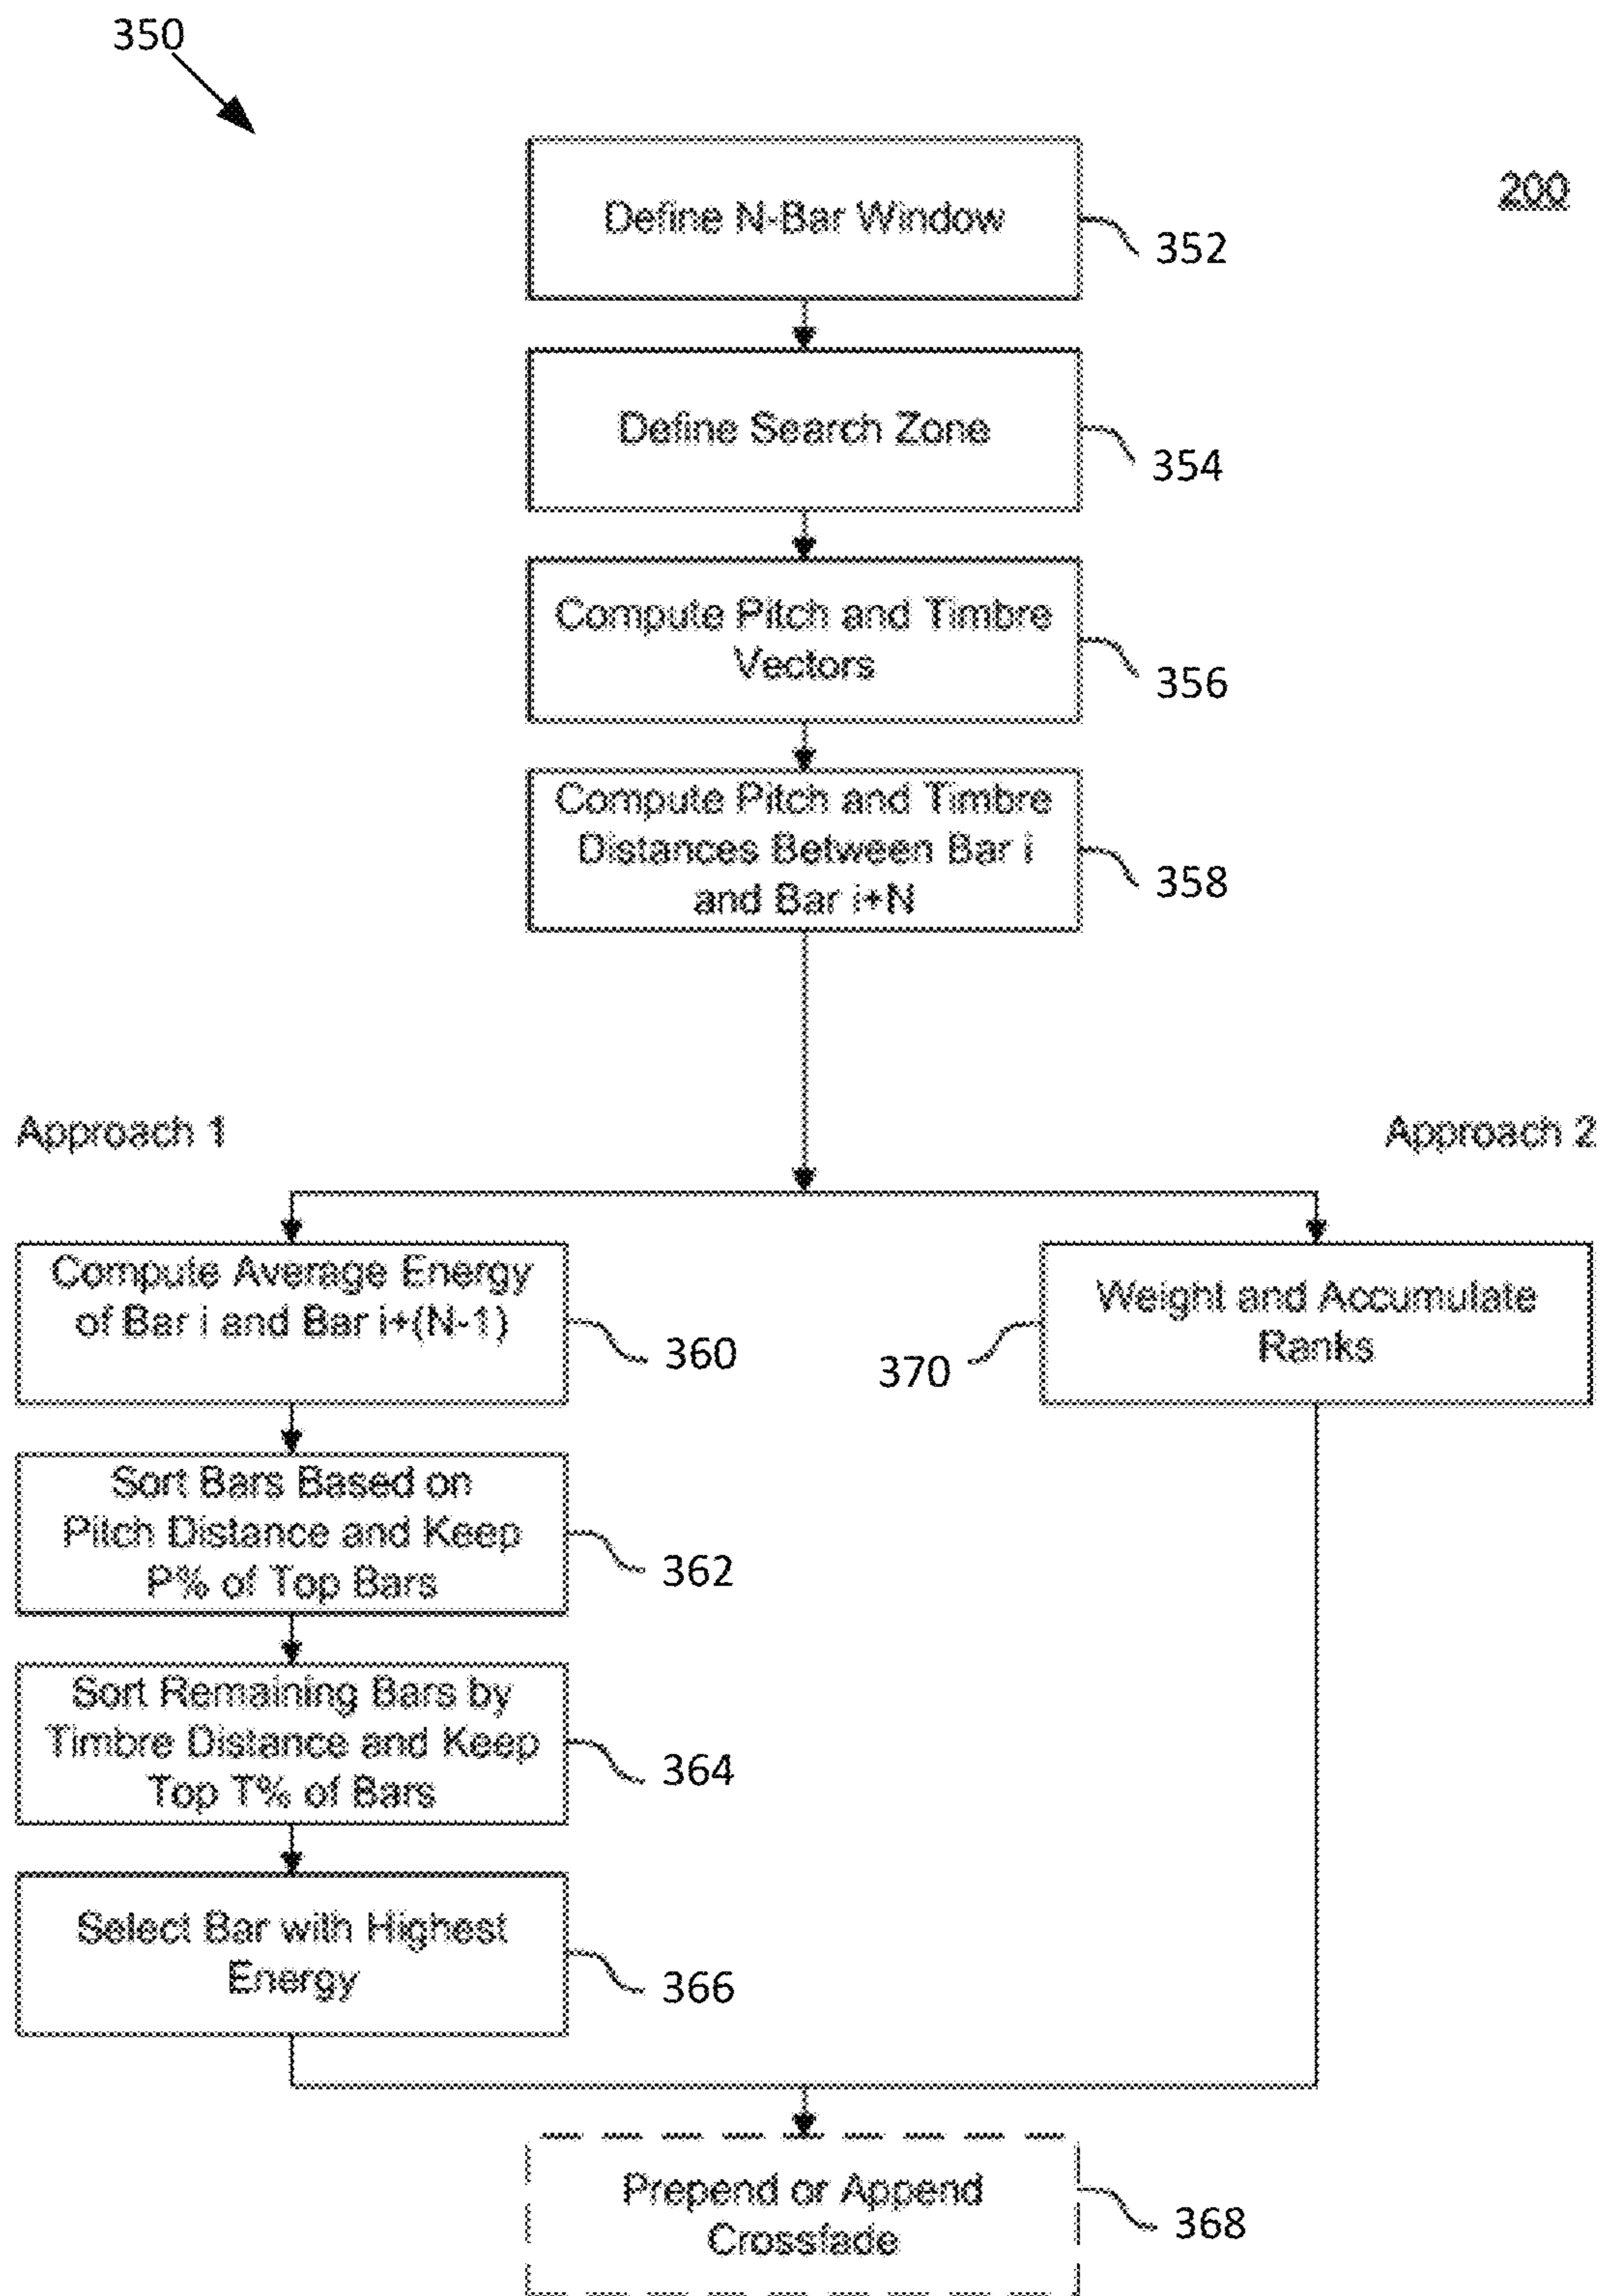 350
200
Define N-Bar Window
352
Define Search Zone
354
Compute Pitch and Timbre
Vectors
356
Compute Pitch and Timbre
Distances Between Bar i
and Bar i+N
358
Approach 1
Approach 2
Compute Average Energy
of Bar i and Bar i+(N-1)
360
370
Weight and Accumulate
Ranks
Sort Bars Based on
Pitch Distance and Keep
P% of Top Bars
362
Sort Remaining Bars by
Timbre Distance and Keep
Top T% of Bars
364
Select Bar with Highest
Energy
366
Prepend or Append
Crossfade
368